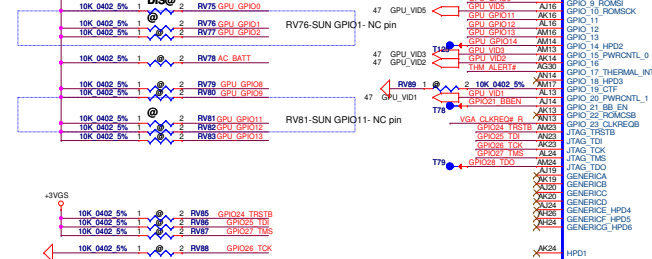 DIS@
10K_0402_5% 1 2 RV75 GPU_GPIO0
@
10K_0402_5% 1 @ 2 RV76 GPU_GPIO1
10K_0402_5% 1 @ 2 RV77 GPU_GPIO2
RV76-SUN GPIO1- NC pin
10K_0402_5% 1 @ 2 RV78 AC_BATT
10K_0402_5% 1 @ 2 RV79 GPU_GPIO8
10K_0402_5% 1 @ 2 RV80 GPU_GPIO9
@
10K_0402_5% 1 2 RV81 GPU_GPIO11
10K_0402_5% 1 @ 2 RV82 GPU_GPIO12
10K_0402_5% 1 @ 2 RV83 GPU_GPIO13
RV81-SUN GPIO11- NC pin
+3VGS
10K_0402_5% 1 @ 2 RV85 GPIO24_TRSTB
10K_0402_5% 1 @ 2 RV86 GPIO25_TDI
10K_0402_5% 1 @ 2 RV87 GPIO27_TMS
10K_0402_5% 1 @ 2 RV88 GPIO26_TCK
GPIO_9_ROMSI
47 GPU_VID5 GPU_VID5 AJ16 GPIO_10_ROMSCK
GPU_GPIO11 AK16 GPIO_11
GPU_GPIO12 AL16 GPIO_12
GPU_GPIO13 AM16 GPIO_13
GPU_GPIO14 AM14 GPIO_14_HPD2
47 GPU_VID3 GPU_VID3 AM13 GPIO_15_PWRCNTL_0
47 GPU_VID2 GPU_VID2 AK14 GPIO_16
THM_ALERT# AG30 GPIO_17_THERMAL_INT
AN14 GPIO_18_HPD3
RV89 1 @ 2 10K_0402_5% AM17 GPIO_19_CTF
47 GPU_VID1 GPU_VID1 AL13 GPIO_20_PWRCNTL_1
T78 GPIO21_BBEN AJ14 GPIO_21_BB_EN
AK13 GPIO_22_ROMCSB
VGA_CLKREQ#_R AN13 GPIO_23_CLKREQB
GPIO24_TRSTB AM23 JTAG_TRSTB
GPIO25_TDI AN23 JTAG_TDI
GPIO26_TCK AK23 JTAG_TCK
GPIO27_TMS AL24 JTAG_TMS
T79 GPIO28_TDO AM24 JTAG_TDO
AJ19 GENERICA
AK19 GENERICB
AJ20 GENERICC
AK20 GENERICD
AJ24 GENERICE_HPD4
AH26 GENERICF_HPD5
AH24 GENERICG_HPD6
AK24 HPD1